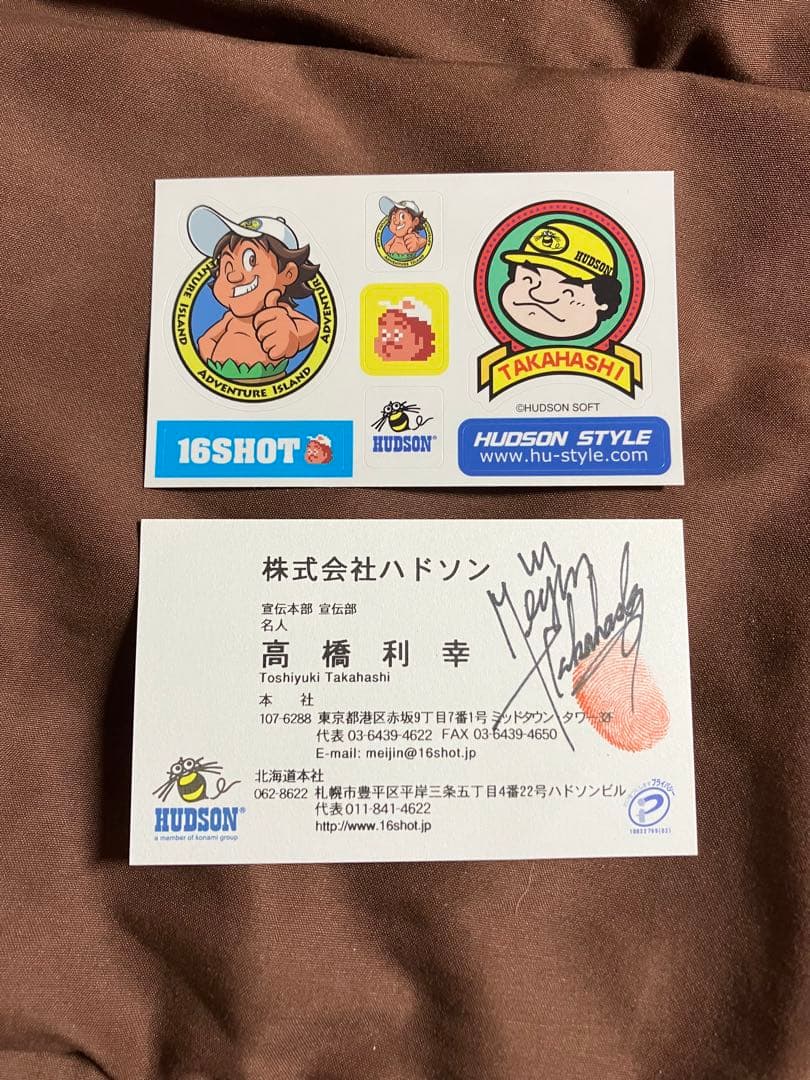 ADVENTURE ISLAND
ADVENTURE ISLAND
HUDSON
TAKAHASHI
©HUDSON SOFT
16SHOT
HUDSON®
HUDSON STYLE
www.hu-style.com
株式会社ハドソン
宣伝本部 宣伝部
名人
高橋利幸
Toshiyuki Takahashi
Meijin
Takahashi
本 社
107-6288 東京都港区赤坂9丁目7番1号 ミッドタウン・タワー
代表 03-6439-4622 FAX 03-6439-4650
E-mail: meijin@16shot.jp
北海道本社
062-8622 札幌市豊平区平岸三条五丁目4番22号ハドソンビル
代表 011-841-4622
http://www.16shot.jp
HUDSON®
a member of konami group
プライバシー